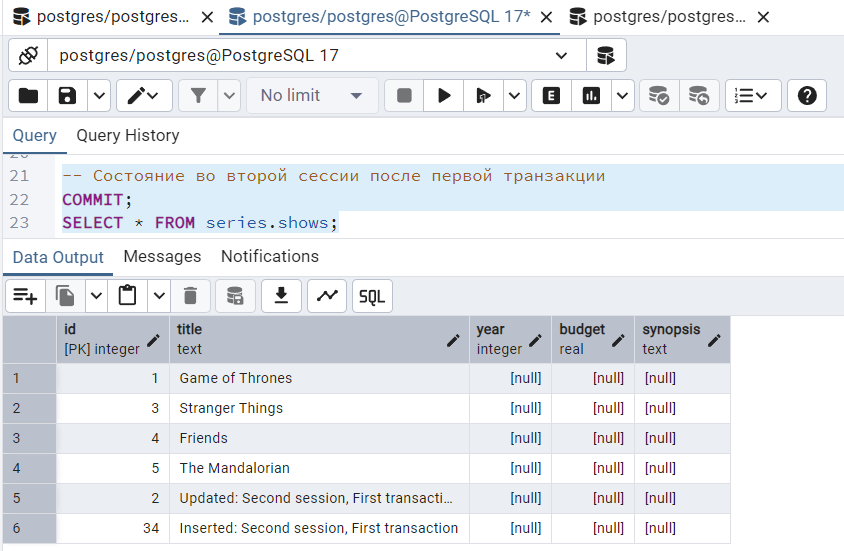 postgres/postgres...
postgres/postgres@PostgreSQL 17*
postgres/postgres...
postgres/postgres@PostgreSQL 17
No limit
E
Query Query History
21 -- Состояние во второй сессии после первой транзакции
22 COMMIT;
23 SELECT * FROM series.shows;
Data Output Messages Notifications
SQL
id title year budget synopsis
[PK] integer text integer real text
1 1 Game of Thrones [null] [null] [null]
2 3 Stranger Things [null] [null] [null]
3 4 Friends [null] [null] [null]
4 5 The Mandalorian [null] [null] [null]
5 2 Updated: Second session, First transacti... [null] [null] [null]
6 34 Inserted: Second session, First transaction [null] [null] [null]